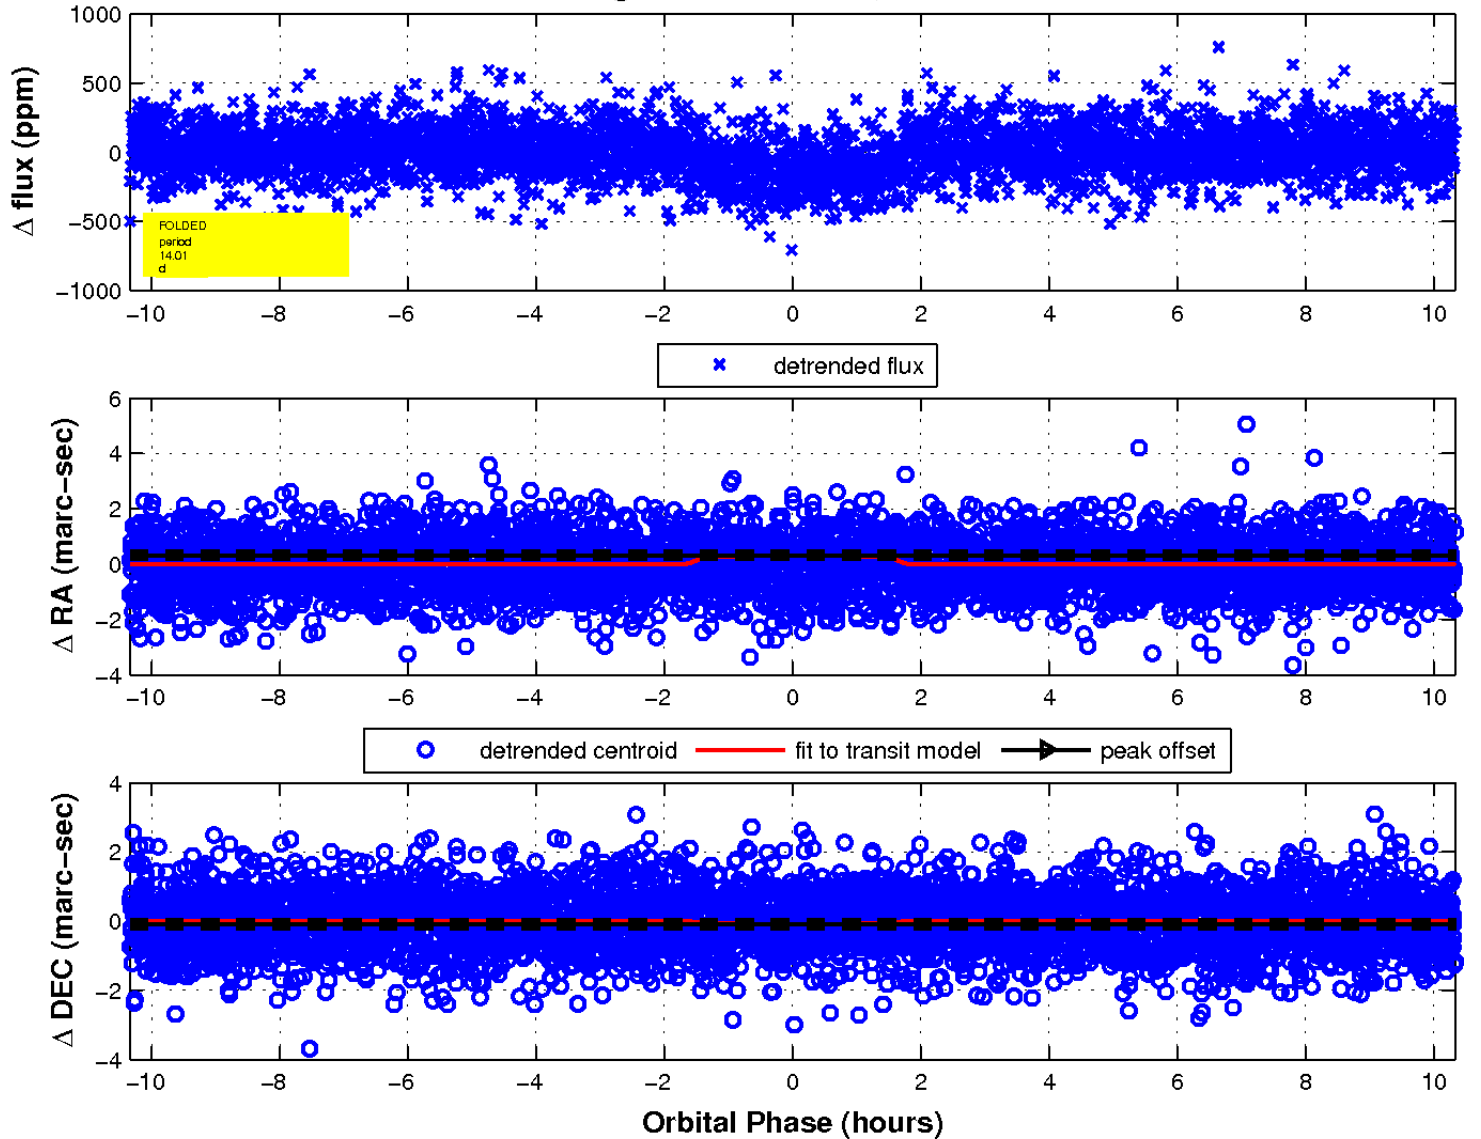 1000
500
0
−500
−1000
Δ flux (ppm)
FOLDED
period
14.01
d
−10 −8 −6 −4 −2 0 2 4 6 8 10
detrended flux
6
4
2
0
−2
−4
Δ RA (marc−sec)
−10 −8 −6 −4 −2 0 2 4 6 8 10
detrended centroid fit to transit model peak offset
4
2
0
−2
−4
Δ DEC (marc−sec)
−10 −8 −6 −4 −2 0 2 4 6 8 10
Orbital Phase (hours)